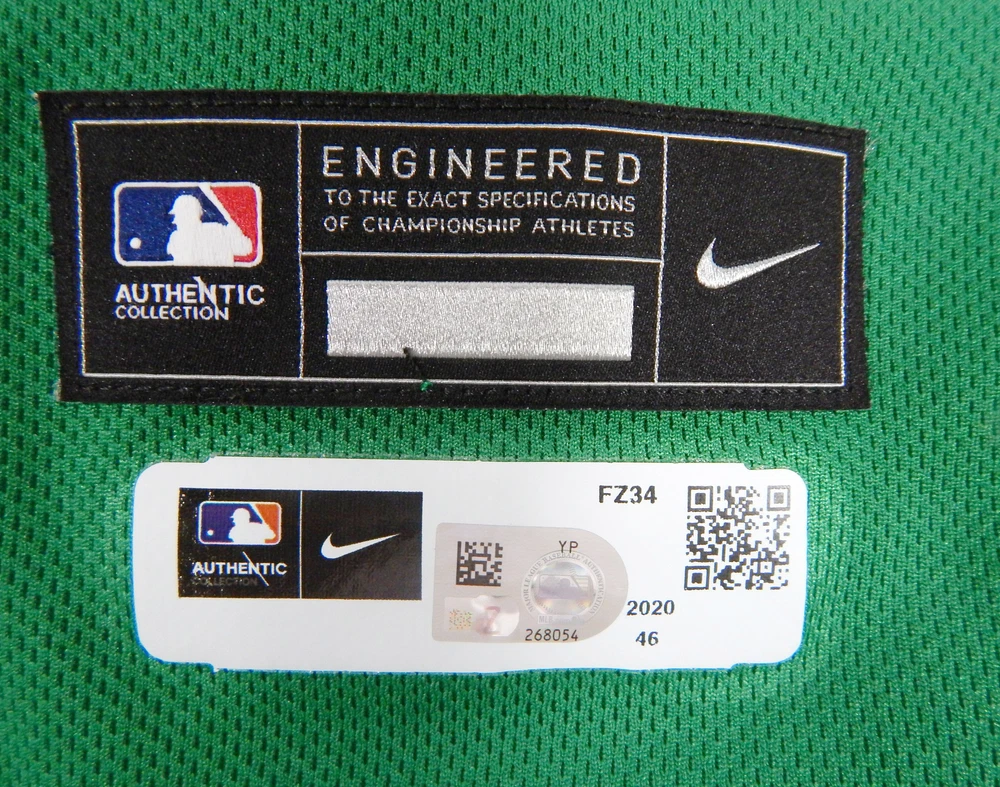 ENGINEERED
TO THE EXACT SPECIFICATIONS
OF CHAMPIONSHIP ATHLETES
AUTHENTIC
COLLECTION
FZ34
AUTHENTIC
COLLECTION
YP
268054
2020
46